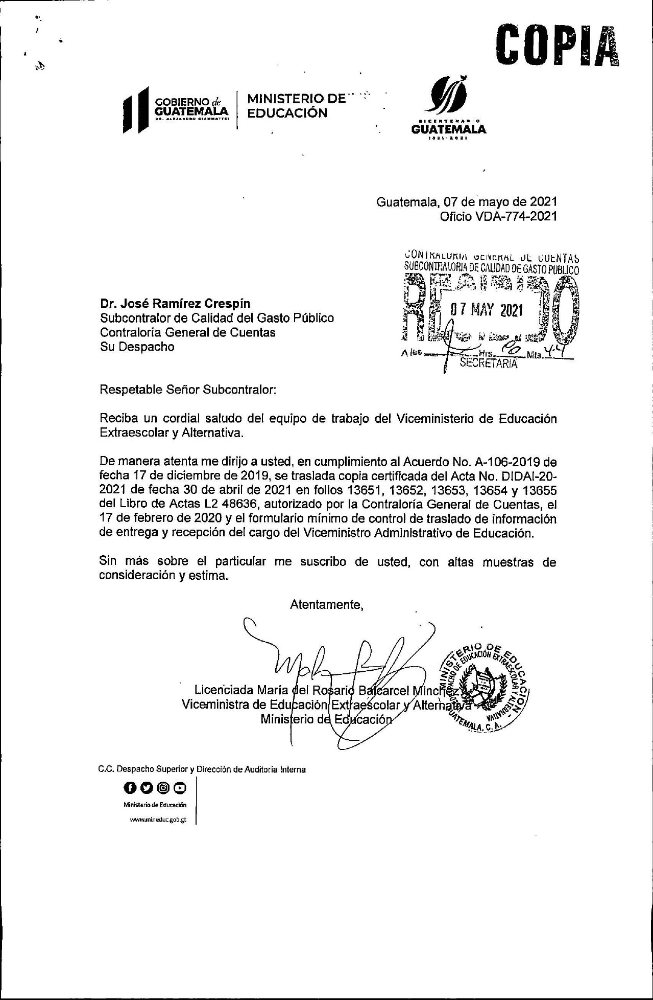 COPIA
GOBIERNO de
GUATEMALA
DR. ALEJANDRO GIAMMATTEI
MINISTERIO DE
EDUCACIÓN
BICENTENARIO
GUATEMALA
1821-2021
Guatemala, 07 de mayo de 2021
Oficio VDA-774-2021
CONTRALORIA GENERAL DE CUENTAS
SUBCONTRALORIA DE CALIDAD DE GASTO PUBLICO
RECIBIDO
07 MAY 2021
A las Hrs. Mts. 44
SECRETARIA
Dr. José Ramírez Crespín
Subcontralor de Calidad del Gasto Público
Contraloría General de Cuentas
Su Despacho
Respetable Señor Subcontralor:
Reciba un cordial saludo del equipo de trabajo del Viceministerio de Educación
Extraescolar y Alternativa.
De manera atenta me dirijo a usted, en cumplimiento al Acuerdo No. A-106-2019 de
fecha 17 de diciembre de 2019, se traslada copia certificada del Acta No. DIDAI-20-
2021 de fecha 30 de abril de 2021 en folios 13651, 13652, 13653, 13654 y 13655
del Libro de Actas L2 48636, autorizado por la Contraloría General de Cuentas, el
17 de febrero de 2020 y el formulario mínimo de control de traslado de información
de entrega y recepción del cargo del Viceministro Administrativo de Educación.
Sin más sobre el particular me suscribo de usted, con altas muestras de
consideración y estima.
Atentamente,
Licenciada María del Rosario Balcarcel Minchez
Viceministra de Educación Extraescolar y Alternativa
Ministerio de Educación
MINISTERIO DE EDUCACIÓN
DESPACHO DE EDUCACIÓN EXTRAESCOLAR Y ALTERNATIVA
GUATEMALA, C. A.
C.C. Despacho Superior y Dirección de Auditoría Interna
Ministerio de Educación
www.mineduc.gob.gt